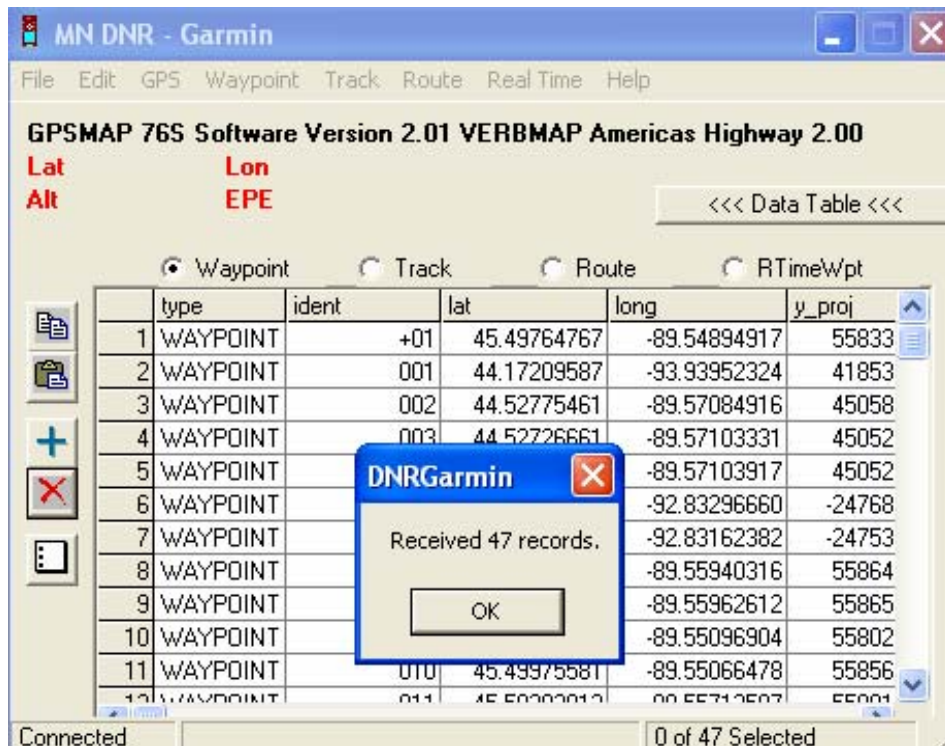 MN DNR - Garmin
File Edit GPS Waypoint Track Route Real Time Help
GPSMAP 76S Software Version 2.01 VERBMAP Americas Highway 2.00
Lat Lon
Alt EPE
<<< Data Table <<<
Waypoint Track Route RTimeWpt
type ident lat long y_proj
1 WAYPOINT +01 45.49764767 -89.54894917 55833
2 WAYPOINT 001 44.17209587 -93.93952324 41853
3 WAYPOINT 002 44.52775461 -89.57084916 45058
4 WAYPOINT 003 44.52726661 -89.57103331 45052
5 WAYPOINT -89.57103917 45052
6 WAYPOINT -92.83296660 -24768
7 WAYPOINT -92.83162382 -24753
8 WAYPOINT -89.55940316 55864
9 WAYPOINT -89.55962612 55865
10 WAYPOINT -89.55096904 55802
11 WAYPOINT 010 45.49975581 -89.55066478 55856
12 WAYPOINT 011
DNRGarmin
Received 47 records.
OK
Connected 0 of 47 Selected